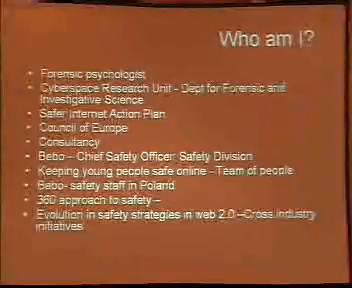 Who am I?
Forensic psychologist
Cyberspace Research Unit - Dept for Forensic and
Investigative Science
Safer Internet Action Plan
Council of Europe
Consultancy
Bebo – Chief Safety Officer Safety Division
Keeping young people safe online - Team of people
Bebo- safety staff in Poland
360 approach to safety –
Evolution in safety strategies in web 2.0 –Cross industry
initiatives